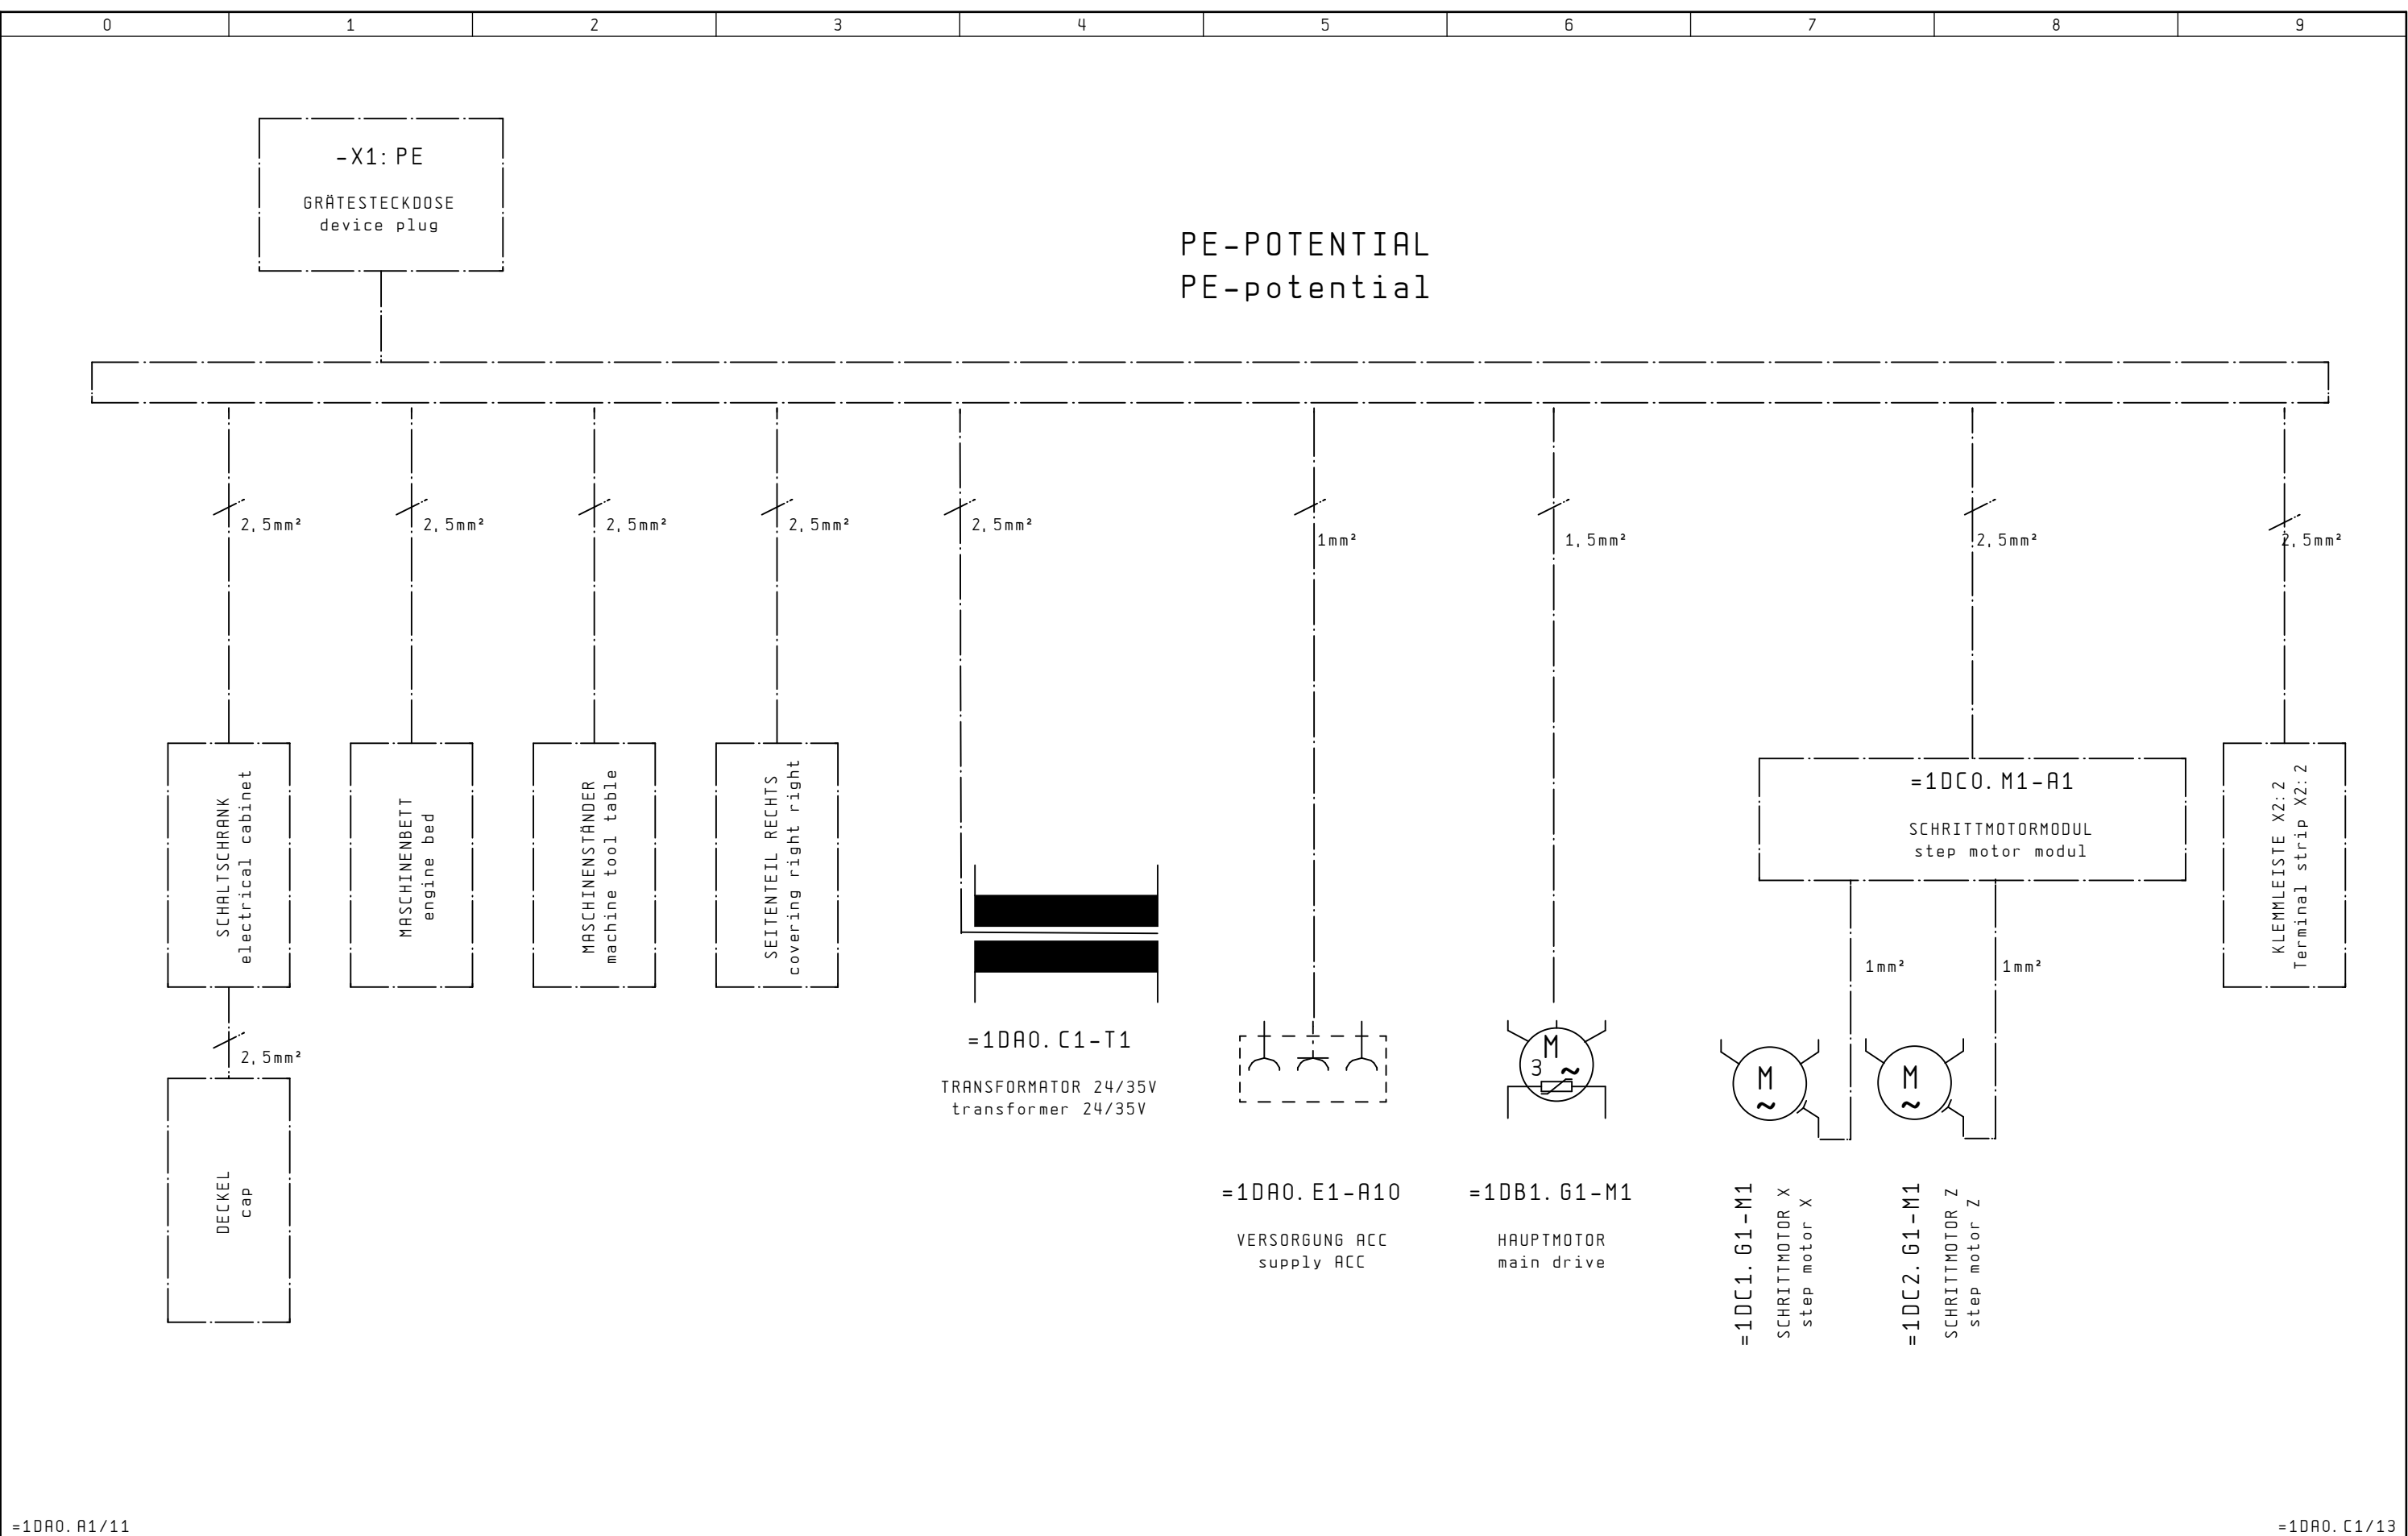 0 1 2 3 4 5 6 7 8 9
-X1:PE
GRÄTESTECKDOSE
device plug
PE-POTENTIAL
PE-potential
2,5mm²
2,5mm²
2,5mm²
2,5mm²
2,5mm²
1mm²
1,5mm²
2,5mm²
2,5mm²
SCHALTSCHRANK
electrical cabinet
MASCHINENBETT
engine bed
MASCHINENSTÄNDER
machine tool table
SEITENTEIL RECHTS
covering right right
=1DC0.M1-A1
SCHRITTMOTORMODUL
step motor modul
KLEMMLEISTE X2:2
Terminal strip X2:2
1mm²
1mm²
2,5mm²
=1DA0.C1-T1
TRANSFORMATOR 24/35V
transformer 24/35V
M
3 ~
M
~
M
~
DECKEL
cap
=1DA0.E1-A10
VERSORGUNG ACC
supply ACC
=1DB1.G1-M1
HAUPTMOTOR
main drive
=1DC1.G1-M1
SCHRITTMOTOR X
step motor X
=1DC2.G1-M1
SCHRITTMOTOR Z
step motor Z
=1DA0.A1/11
=1DA0.C1/13